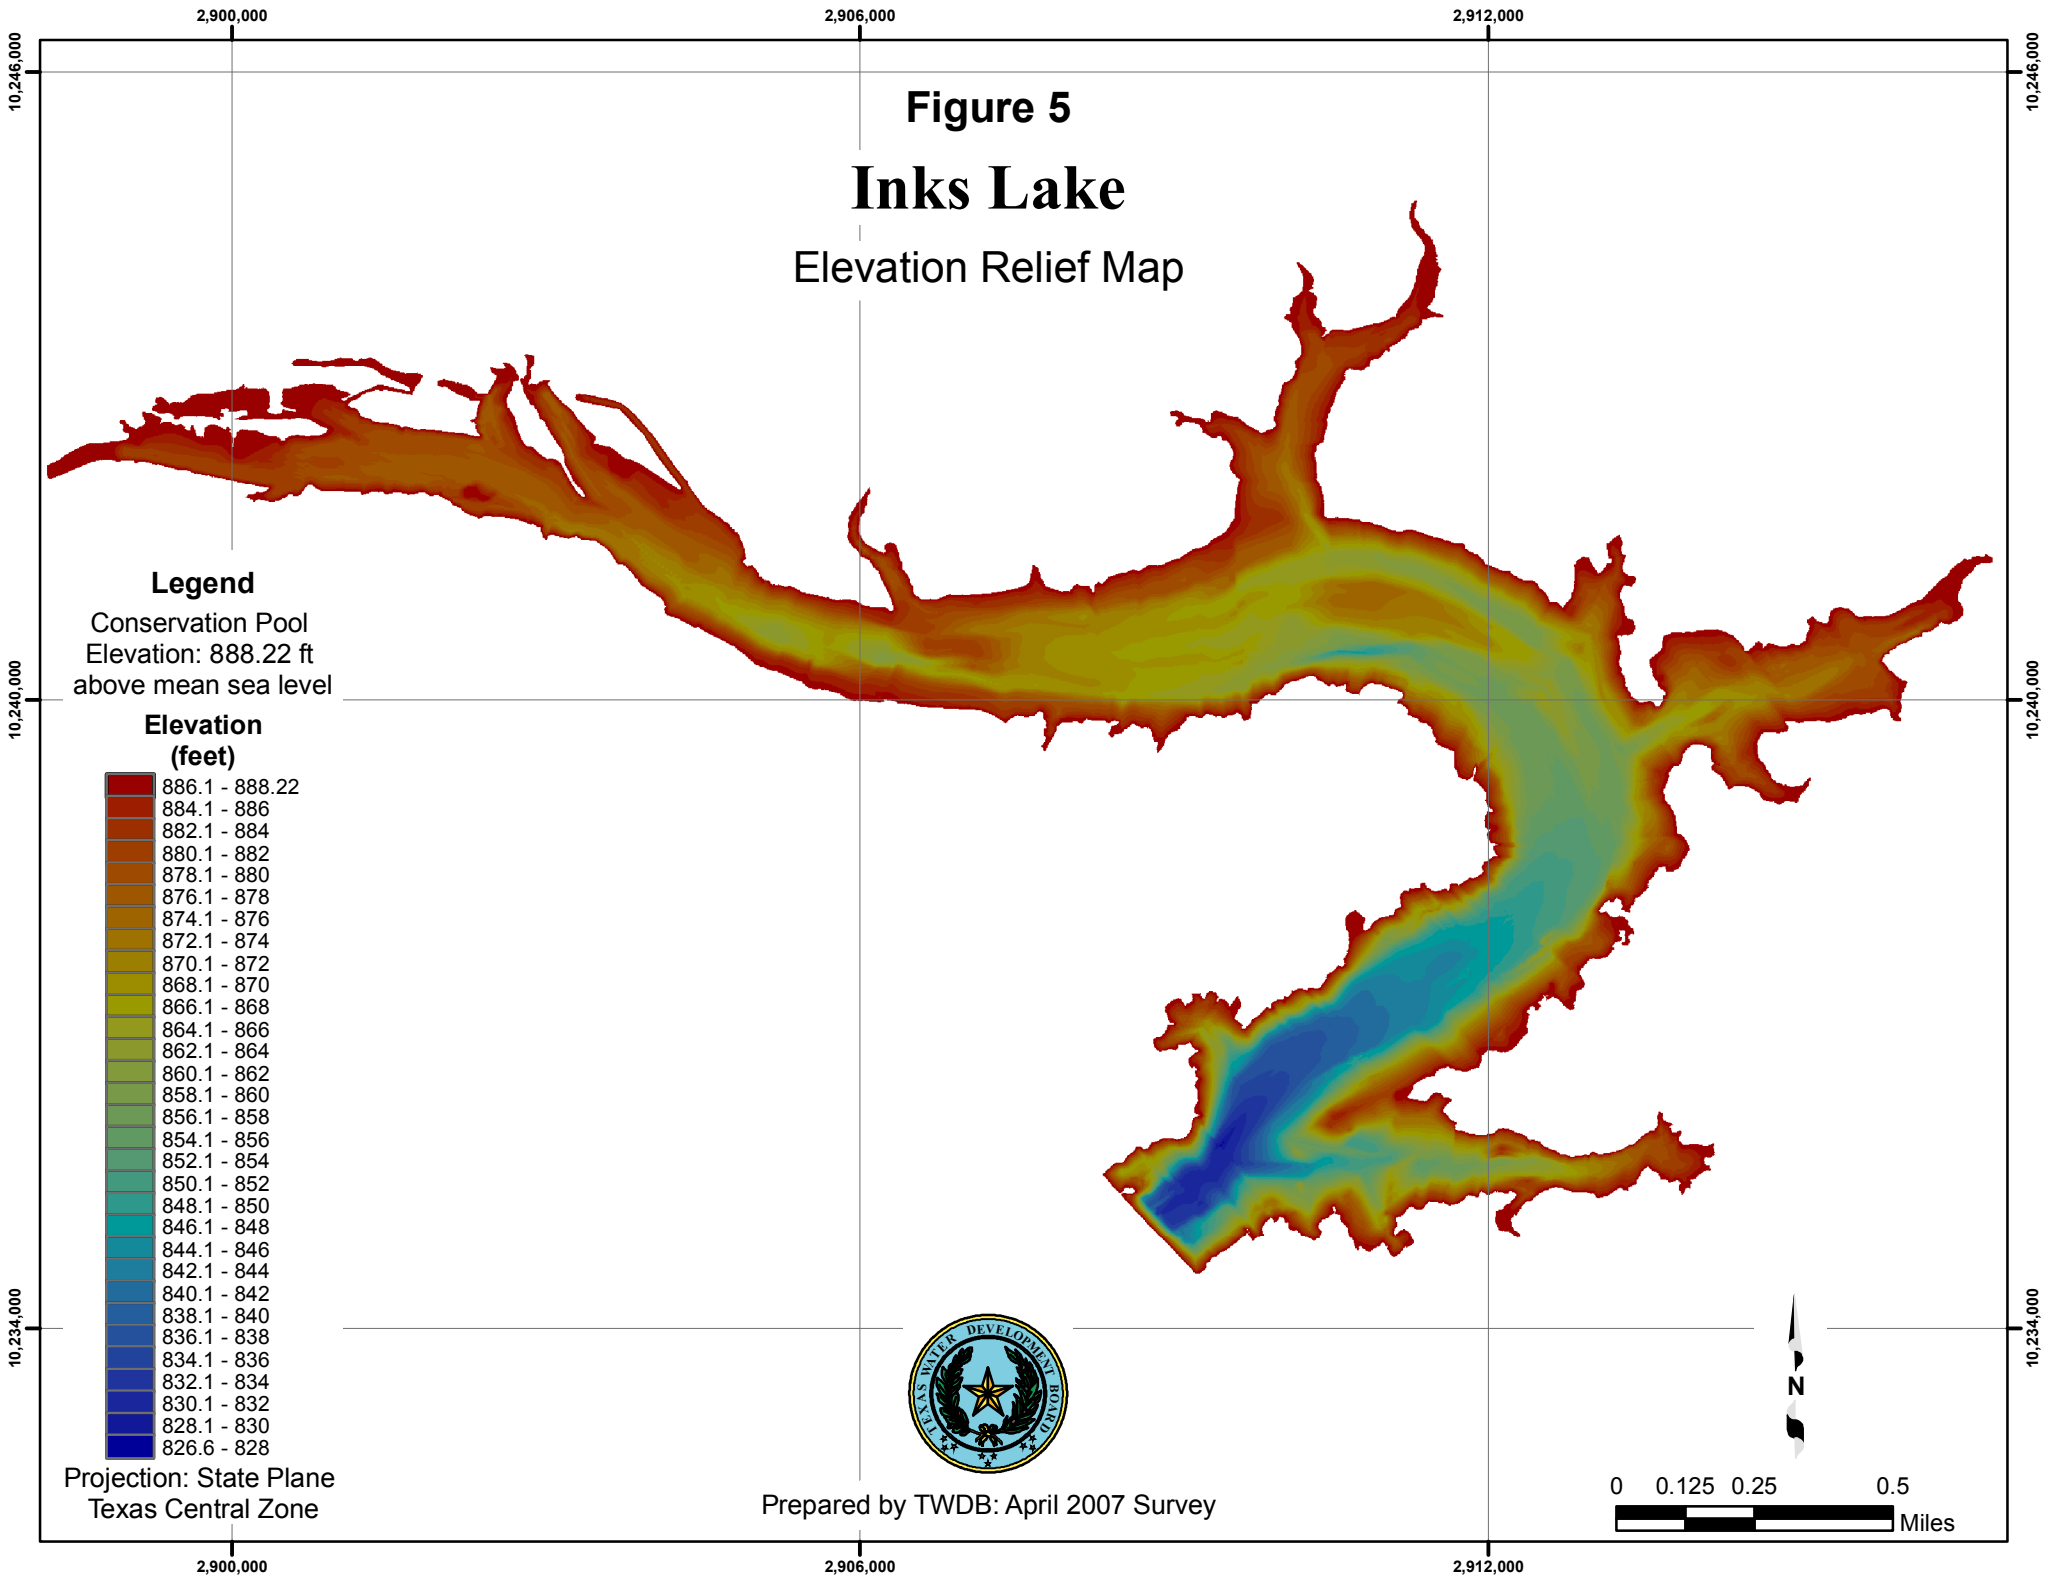 2,900,000
2,906,000
2,912,000
10,246,000
10,246,000
Figure 5
Inks Lake
Elevation Relief Map
Legend
Conservation Pool
Elevation: 888.22 ft
above mean sea level
10,240,000
10,240,000
Elevation
(feet)
886.1 - 888.22
884.1 - 886
882.1 - 884
880.1 - 882
878.1 - 880
876.1 - 878
874.1 - 876
872.1 - 874
870.1 - 872
868.1 - 870
866.1 - 868
864.1 - 866
862.1 - 864
860.1 - 862
858.1 - 860
856.1 - 858
854.1 - 856
852.1 - 854
850.1 - 852
848.1 - 850
846.1 - 848
844.1 - 846
842.1 - 844
840.1 - 842
838.1 - 840
836.1 - 838
834.1 - 836
832.1 - 834
830.1 - 832
828.1 - 830
826.6 - 828
10,234,000
10,234,000
Projection: State Plane
Texas Central Zone
TEXAS WATER DEVELOPMENT BOARD
Prepared by TWDB: April 2007 Survey
N
0 0.125 0.25 0.5
Miles
2,900,000
2,906,000
2,912,000